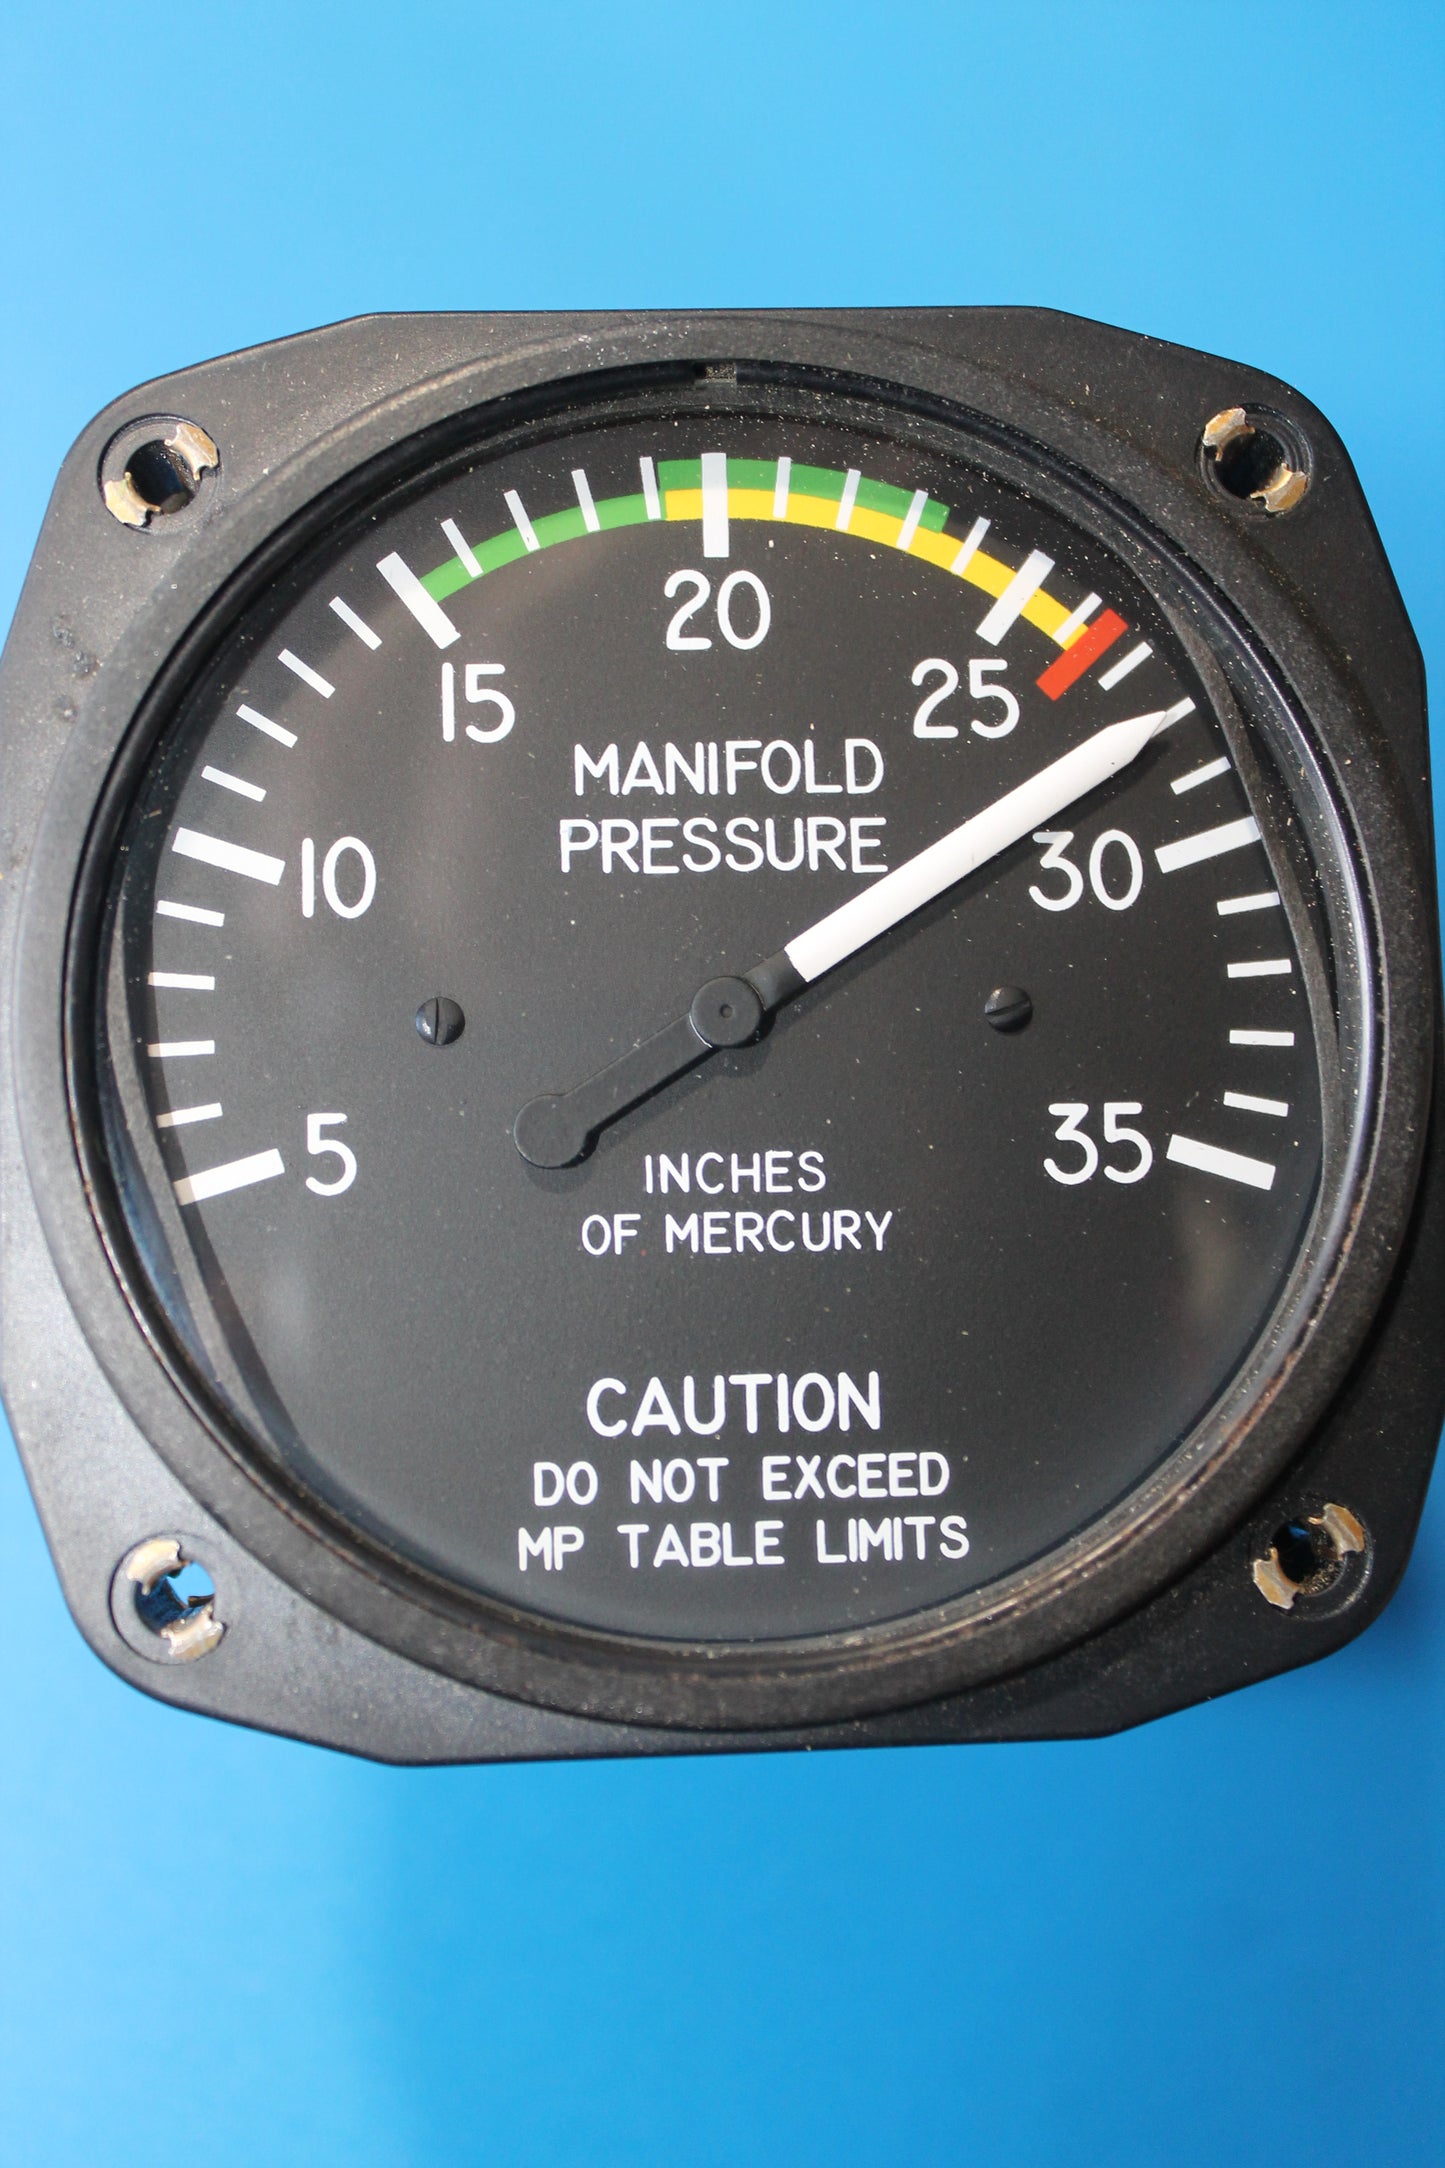 20
15
25
MANIFOLD
PRESSURE
10
30
5
35
INCHES
OF MERCURY
CAUTION
DO NOT EXCEED
MP TABLE LIMITS